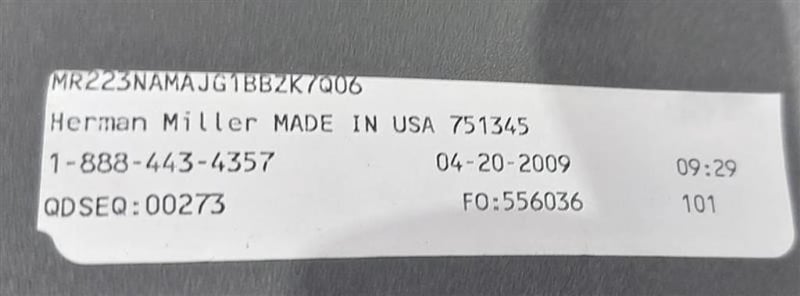 MR223NAMAJG1BBZK7Q06
Herman Miller MADE IN USA 751345
1-888-443-4357 04-20-2009 09:29
QDSEQ:00273 FO:556036 101